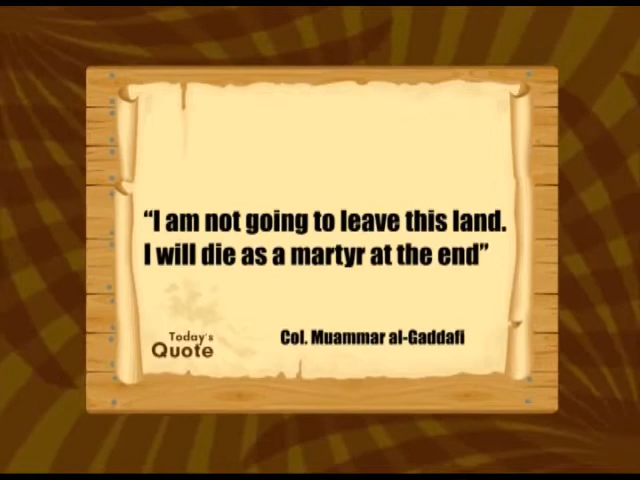 “I am not going to leave this land.
I will die as a martyr at the end”
Today's
Quote
Col. Muammar al-Gaddafi